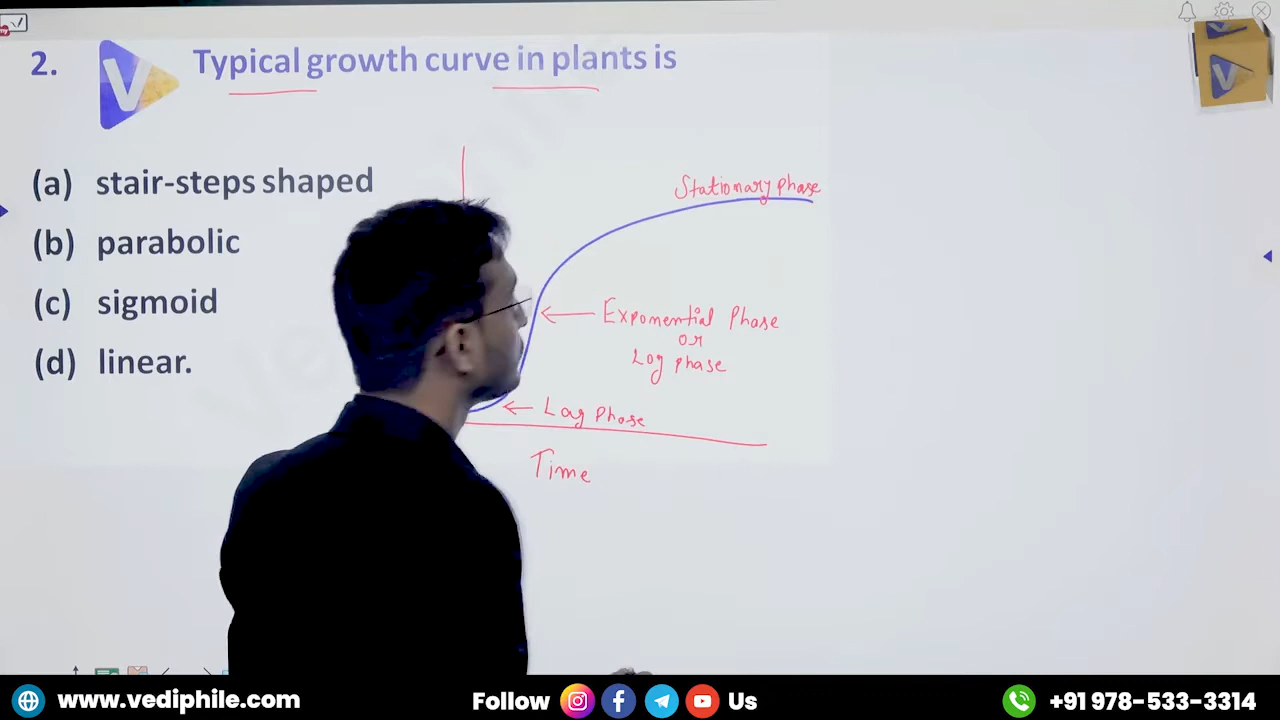 2. Typical growth curve in plants is
(a) stair-steps shaped
(b) parabolic
(c) sigmoid
(d) linear.
Stationary phase
Exponential Phase
or
Log phase
Lag Phase
Time
www.vediphile.com
Follow Us
+91 978-533-3314